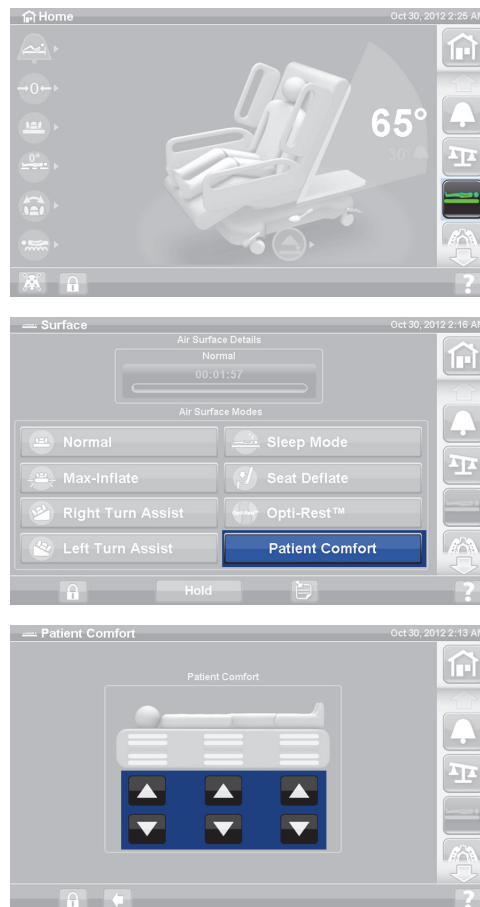 Home
Oct 30, 2012 2:25 AM
→0←
65°
30°
0°
?
Surface
Oct 30, 2012 2:16 AM
Air Surface Details
Normal
00:01:57
Air Surface Modes
Normal
Sleep Mode
Max-Inflate
Seat Deflate
Right Turn Assist
Opti-Rest™
Left Turn Assist
Patient Comfort
Hold
?
Patient Comfort
Oct 30, 2012 2:13 AM
Patient Comfort
?